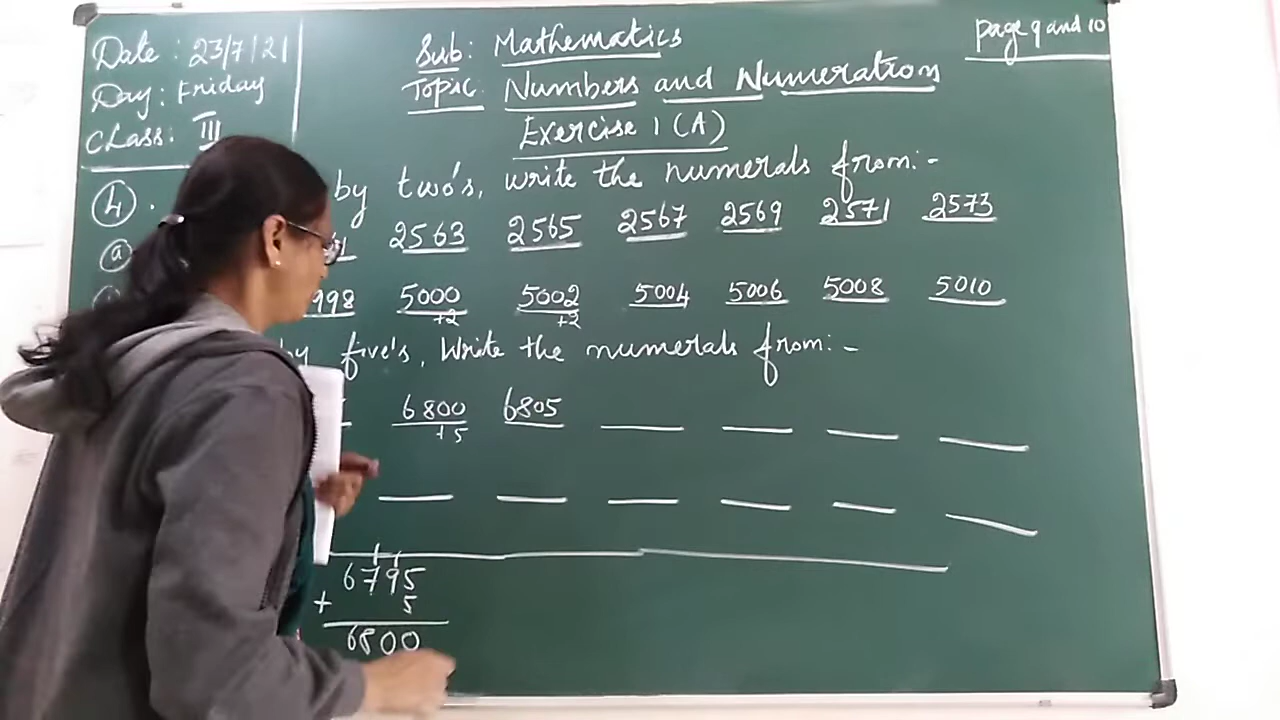 Date : 23/7/21
Day : Friday
Class : III
Sub : Mathematics
Topic : Numbers and Numeration
Exercise 1 (A)
page 9 and 10
4. by two's, write the numerals from:-
a 2563 2565 2567 2569 2571 2573
998 5000 5002 5004 5006 5008 5010
+2 +2
by five's, Write the numerals from:-
6800 6805
+5
6795
+ 5
6800